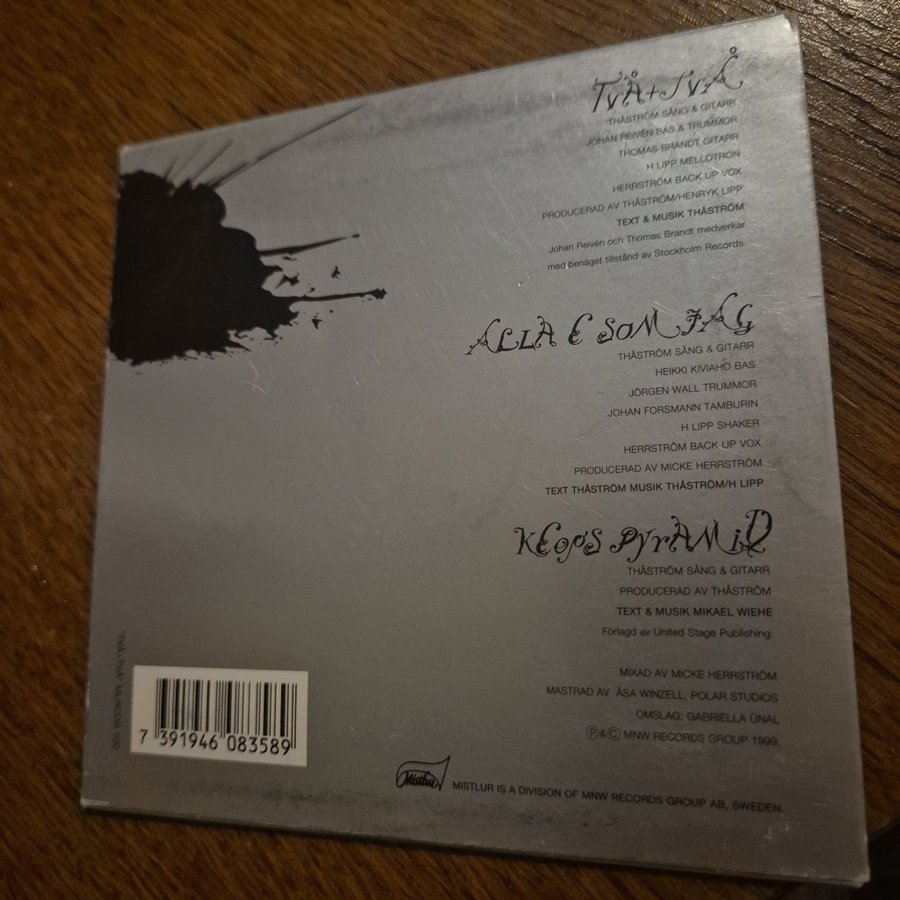 TVÅ+TVÅ
THÅSTRÖM SÅNG & GITARR
JOHAN REIVÉN BAS & TRUMMOR
THOMAS BRANDT GITARR
H LIPP MELLOTRON
HERRSTRÖM BACK UP VOX
PRODUCERAD AV THÅSTRÖM/HENRYK LIPP
TEXT & MUSIK THÅSTRÖM
Johan Reivén och Thomas Brandt medverkar
med benäget tillstånd av Stockholm Records.
ALLA E SOM JAG
THÅSTRÖM SÅNG & GITARR
HEIKKI KIVIAHO BAS
JÖRGEN WALL TRUMMOR
JOHAN FORSMANN TAMBURIN
H LIPP SHAKER
HERRSTRÖM BACK UP VOX
PRODUCERAD AV MICKE HERRSTRÖM
TEXT THÅSTRÖM MUSIK THÅSTRÖM/H LIPP
KEOPS PYRAMID
THÅSTRÖM SÅNG & GITARR
PRODUCERAD AV THÅSTRÖM
TEXT & MUSIK MIKAEL WIEHE
Förlagd av United Stage Publishing.
MIXAD AV MICKE HERRSTRÖM
MASTRAD AV ÅSA WINZELL; POLAR STUDIOS
OMSLAG: GABRIELLA ÜNAL
Ⓟ&Ⓒ MNW RECORDS GROUP 1999.
"TVÅ+TVÅ" MLRCDS 100
7 391946 083589
Mistlur
MISTLUR IS A DIVISION OF MNW RECORDS GROUP AB, SWEDEN.